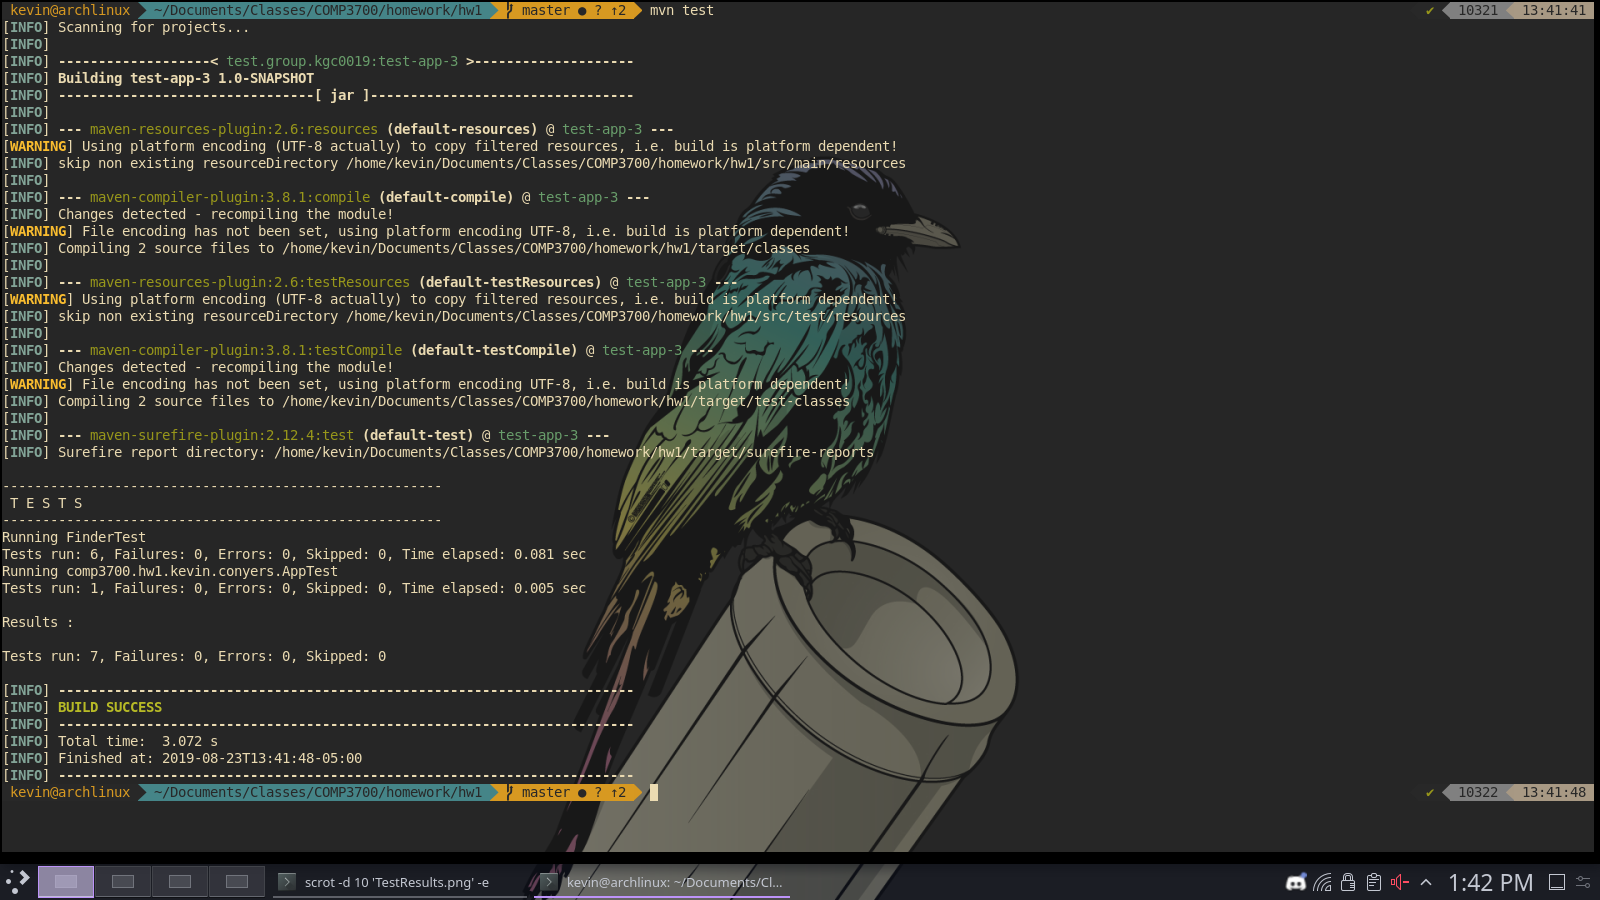 kevin@archlinux ~/Documents/Classes/COMP3700/homework/hw1 master ● ? ↑2 mvn test ✔ 10321 13:41:41
[INFO] Scanning for projects...
[INFO]
[INFO] -------------------< test.group.kgc0019:test-app-3 >--------------------
[INFO] Building test-app-3 1.0-SNAPSHOT
[INFO] --------------------------------[ jar ]---------------------------------
[INFO]
[INFO] --- maven-resources-plugin:2.6:resources (default-resources) @ test-app-3 ---
[WARNING] Using platform encoding (UTF-8 actually) to copy filtered resources, i.e. build is platform dependent!
[INFO] skip non existing resourceDirectory /home/kevin/Documents/Classes/COMP3700/homework/hw1/src/main/resources
[INFO]
[INFO] --- maven-compiler-plugin:3.8.1:compile (default-compile) @ test-app-3 ---
[INFO] Changes detected - recompiling the module!
[WARNING] File encoding has not been set, using platform encoding UTF-8, i.e. build is platform dependent!
[INFO] Compiling 2 source files to /home/kevin/Documents/Classes/COMP3700/homework/hw1/target/classes
[INFO]
[INFO] --- maven-resources-plugin:2.6:testResources (default-testResources) @ test-app-3 ---
[WARNING] Using platform encoding (UTF-8 actually) to copy filtered resources, i.e. build is platform dependent!
[INFO] skip non existing resourceDirectory /home/kevin/Documents/Classes/COMP3700/homework/hw1/src/test/resources
[INFO]
[INFO] --- maven-compiler-plugin:3.8.1:testCompile (default-testCompile) @ test-app-3 ---
[INFO] Changes detected - recompiling the module!
[WARNING] File encoding has not been set, using platform encoding UTF-8, i.e. build is platform dependent!
[INFO] Compiling 2 source files to /home/kevin/Documents/Classes/COMP3700/homework/hw1/target/test-classes
[INFO]
[INFO] --- maven-surefire-plugin:2.12.4:test (default-test) @ test-app-3 ---
[INFO] Surefire report directory: /home/kevin/Documents/Classes/COMP3700/homework/hw1/target/surefire-reports
-------------------------------------------------------
T E S T S
-------------------------------------------------------
Running FinderTest
Tests run: 6, Failures: 0, Errors: 0, Skipped: 0, Time elapsed: 0.081 sec
Running comp3700.hw1.kevin.conyers.AppTest
Tests run: 1, Failures: 0, Errors: 0, Skipped: 0, Time elapsed: 0.005 sec
Results :
Tests run: 7, Failures: 0, Errors: 0, Skipped: 0
[INFO] ------------------------------------------------------------------------
[INFO] BUILD SUCCESS
[INFO] ------------------------------------------------------------------------
[INFO] Total time:  3.072 s
[INFO] Finished at: 2019-08-23T13:41:48-05:00
[INFO] ------------------------------------------------------------------------
kevin@archlinux ~/Documents/Classes/COMP3700/homework/hw1 master ● ? ↑2 ✔ 10322 13:41:48
scrot -d 10 'TestResults.png' -e
kevin@archlinux: ~/Documents/Cl...
1:42 PM